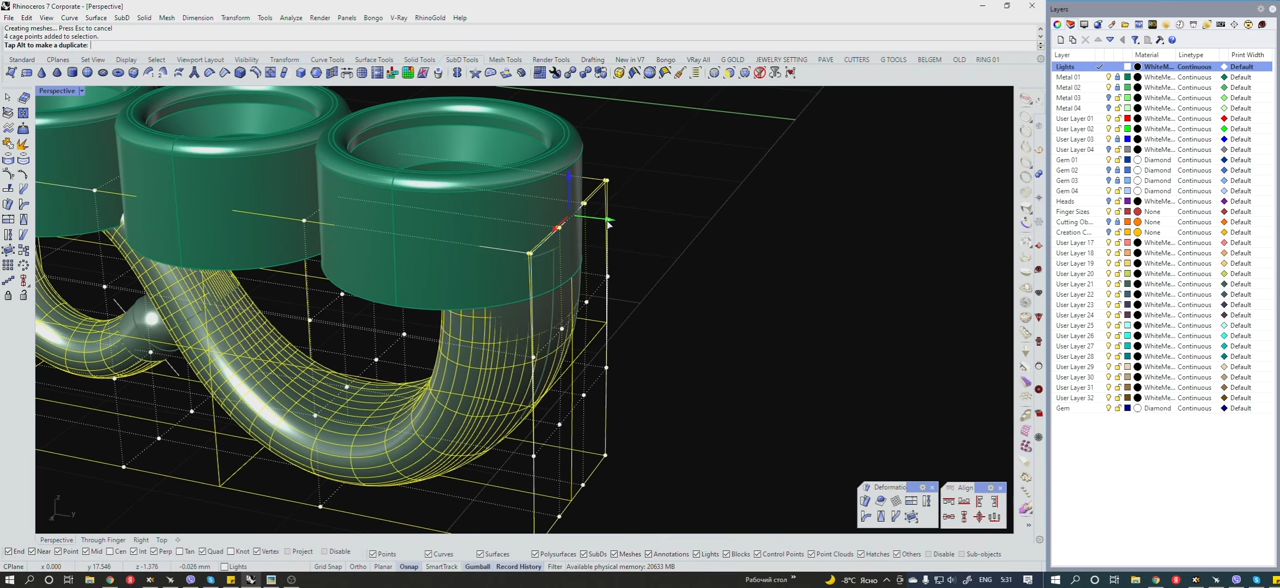 Rhinoceros 7 Corporate - [Perspective]
File Edit View Curve Surface SubD Solid Mesh Dimension Transform Tools Analyze Render Panels Bongo V-Ray Help RhinoGold
Creating meshes... Press Esc to cancel
4 cage points added to selection.
Tap Alt to make a duplicate:
Standard CPlanes Set View Display Select Viewport Layout Visibility Transform Curve Tools Surface Tools Solid Tools SubD Tools Mesh Tools Render Tools Drafting New in V7 Bongo VRay All G GOLD JEWELRY SETTING PAVE CHANNEL G TOOLS BELGEM OLD RING 01
Perspective
z
x
y
Deformatio
Align
Perspective Through Finger Right Top
End Near Point Mid Cen Int Perp Tan Quad Knot Vertex Project Disable
Points Curves Surfaces Polysurfaces SubDs Meshes Annotations Lights Blocks Control Points Point Clouds Hatches Others Disable Sub-objects
CPlane x 0.000 y 17.546 z -1.376 -0.026 mm Lights Grid Snap Ortho Planar Osnap SmartTrack Gumball Record History Filter Available physical memory: 20633 MB
Рабочий стол -8°C Ясно ENG 5:31
Layers
Layer Material Linetype Print Width
Lights WhiteMe... Continuous Default
Metal 01 WhiteMe... Continuous Default
Metal 02 WhiteMe... Continuous Default
Metal 03 WhiteMe... Continuous Default
Metal 04 WhiteMe... Continuous Default
User Layer 01 WhiteMe... Continuous Default
User Layer 02 WhiteMe... Continuous Default
User Layer 03 WhiteMe... Continuous Default
User Layer 04 WhiteMe... Continuous Default
Gem 01 Diamond Continuous Default
Gem 02 Diamond Continuous Default
Gem 03 Diamond Continuous Default
Gem 04 Diamond Continuous Default
Heads WhiteMe... Continuous Default
Finger Sizes None Continuous Default
Cutting Ob... None Continuous Default
Creation C... None Continuous Default
User Layer 17 WhiteMe... Continuous Default
User Layer 18 WhiteMe... Continuous Default
User Layer 19 WhiteMe... Continuous Default
User Layer 20 WhiteMe... Continuous Default
User Layer 21 WhiteMe... Continuous Default
User Layer 22 WhiteMe... Continuous Default
User Layer 23 WhiteMe... Continuous Default
User Layer 24 WhiteMe... Continuous Default
User Layer 25 WhiteMe... Continuous Default
User Layer 26 WhiteMe... Continuous Default
User Layer 27 WhiteMe... Continuous Default
User Layer 28 WhiteMe... Continuous Default
User Layer 29 WhiteMe... Continuous Default
User Layer 30 WhiteMe... Continuous Default
User Layer 31 WhiteMe... Continuous Default
User Layer 32 WhiteMe... Continuous Default
Gem Diamond Continuous Default